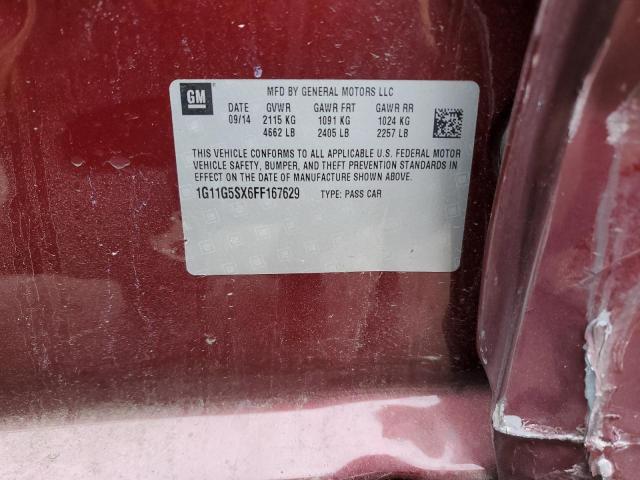 GM
MFD BY GENERAL MOTORS LLC
DATE GVWR GAWR FRT GAWR RR
09/14 2115 KG 1091 KG 1024 KG
4662 LB 2405 LB 2257 LB
THIS VEHICLE CONFORMS TO ALL APPLICABLE U.S. FEDERAL MOTOR
VEHICLE SAFETY, BUMPER, AND THEFT PREVENTION STANDARDS IN
EFFECT ON THE DATE OF MANUFACTURE SHOWN ABOVE.
1G11G5SX6FF167629 TYPE: PASS CAR